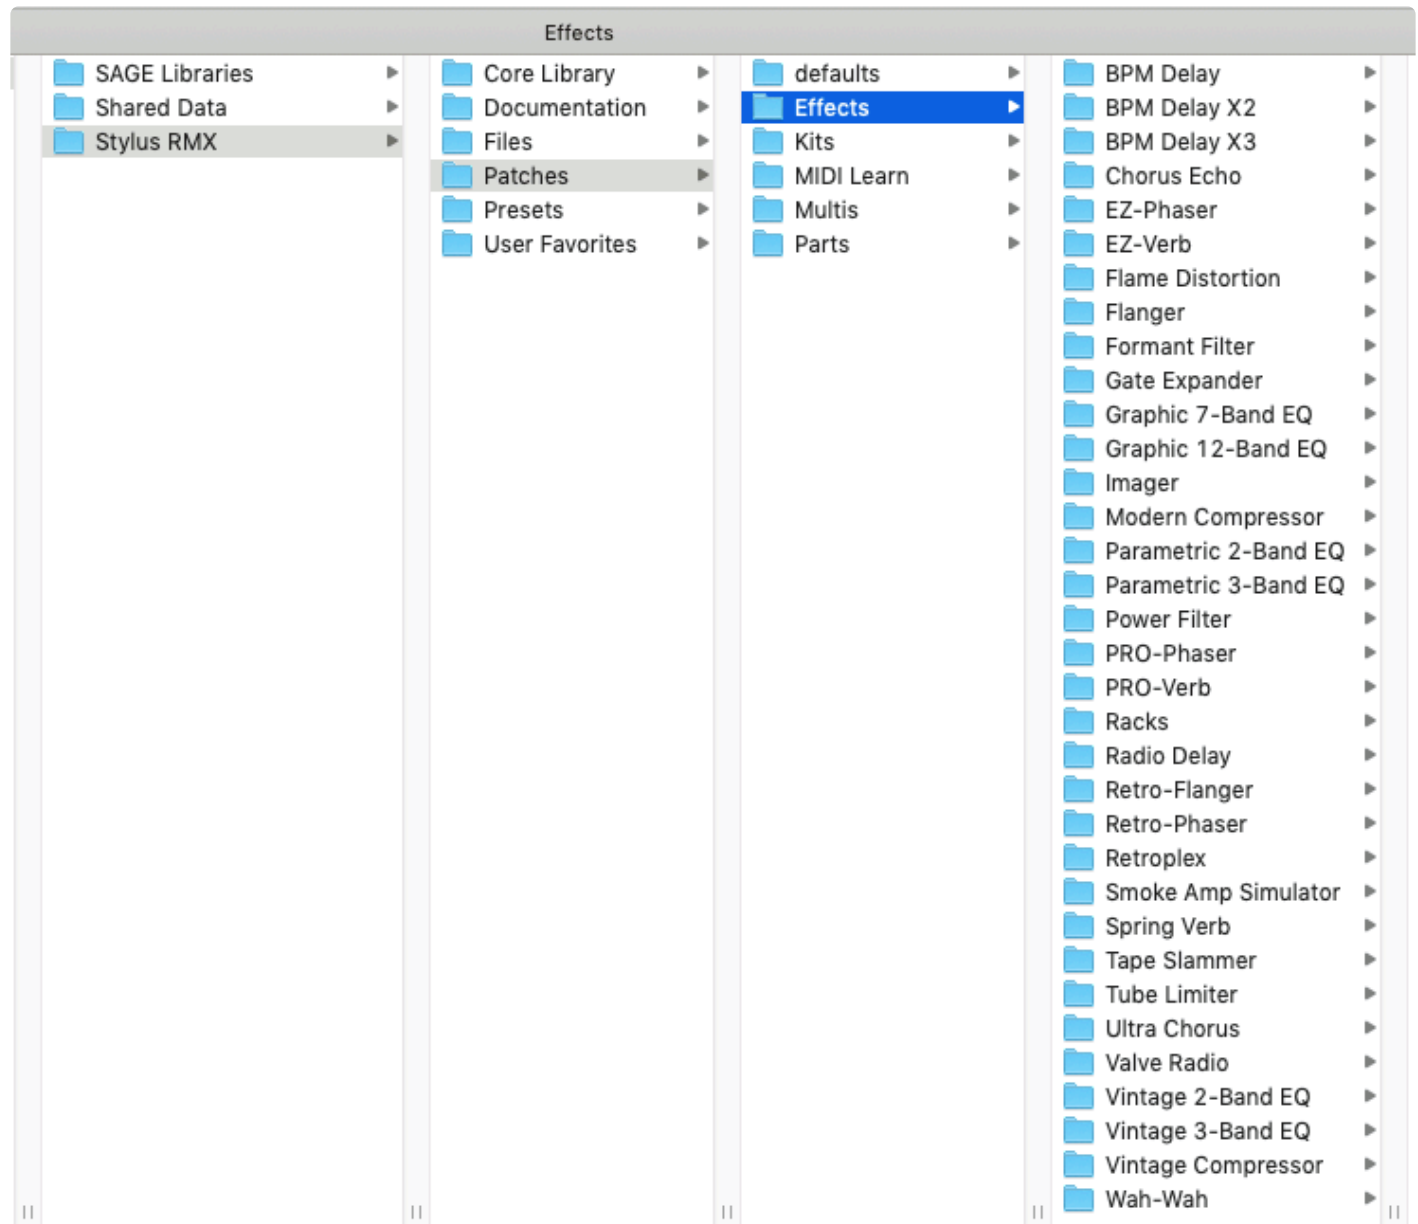 Effects
SAGE Libraries
Shared Data
Stylus RMX
Core Library
Documentation
Files
Patches
Presets
User Favorites
defaults
Effects
Kits
MIDI Learn
Multis
Parts
BPM Delay
BPM Delay X2
BPM Delay X3
Chorus Echo
EZ-Phaser
EZ-Verb
Flame Distortion
Flanger
Formant Filter
Gate Expander
Graphic 7-Band EQ
Graphic 12-Band EQ
Imager
Modern Compressor
Parametric 2-Band EQ
Parametric 3-Band EQ
Power Filter
PRO-Phaser
PRO-Verb
Racks
Radio Delay
Retro-Flanger
Retro-Phaser
Retroplex
Smoke Amp Simulator
Spring Verb
Tape Slammer
Tube Limiter
Ultra Chorus
Valve Radio
Vintage 2-Band EQ
Vintage 3-Band EQ
Vintage Compressor
Wah-Wah